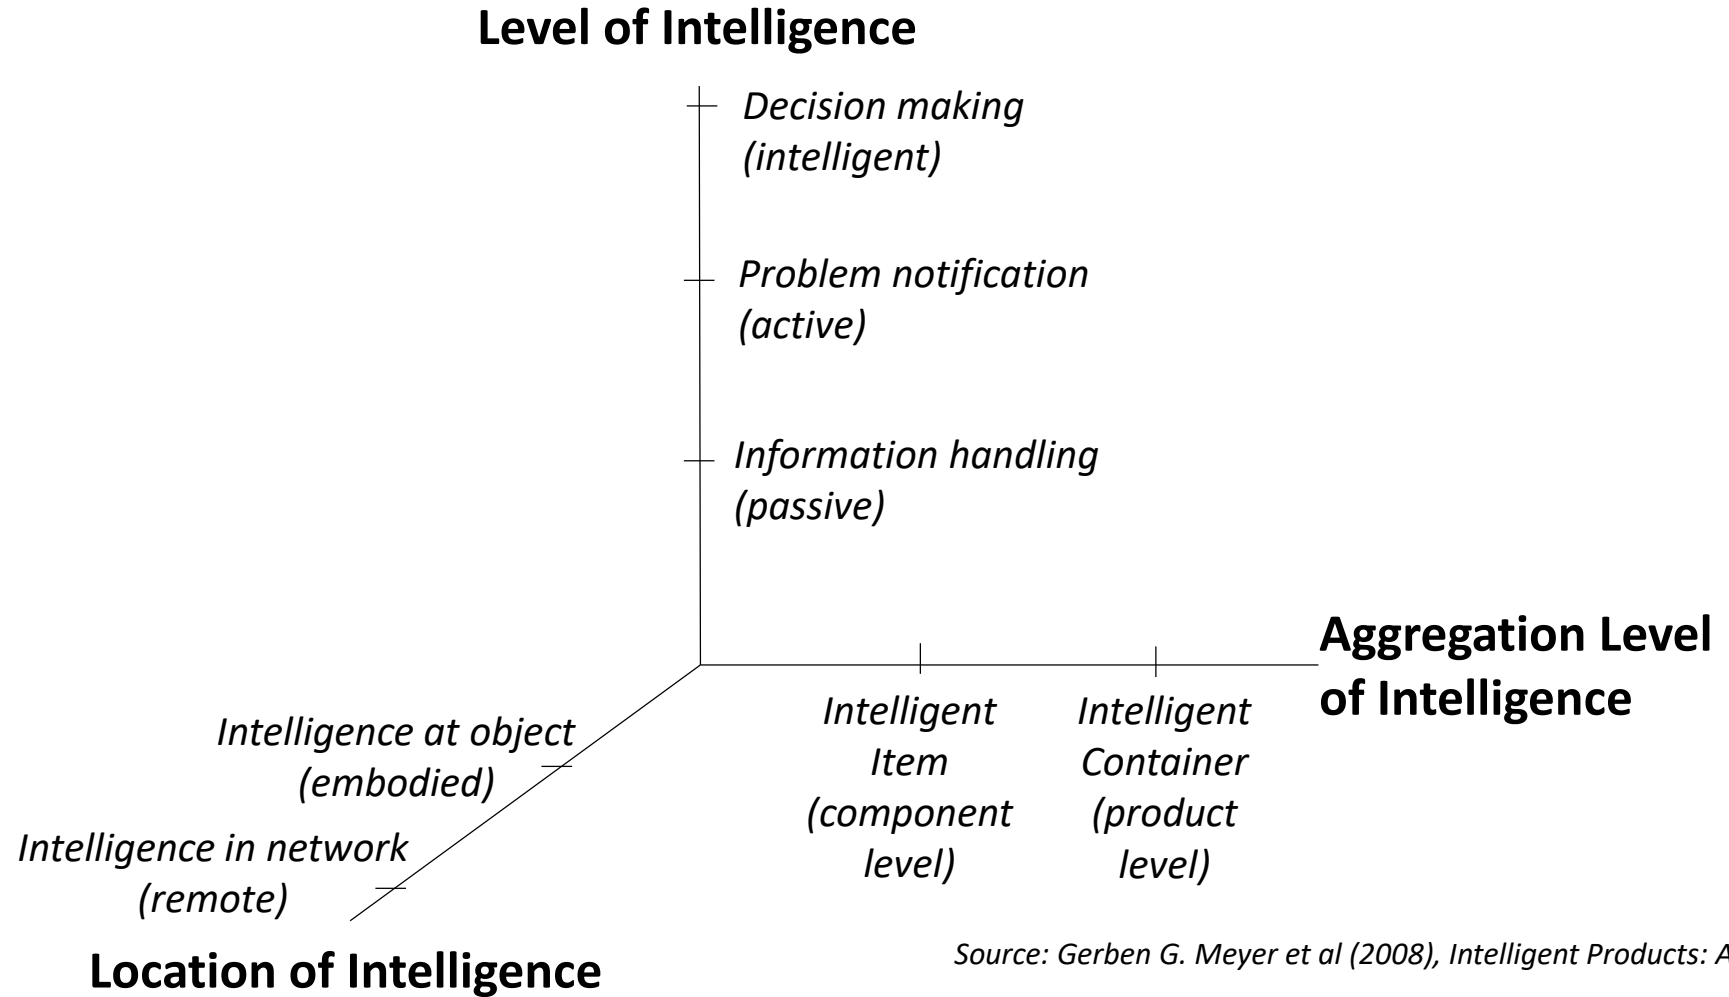 Level of Intelligence
Decision making
(intelligent)
Problem notification
(active)
Information handling
(passive)
Aggregation Level
of Intelligence
Intelligent
Item
(component
level)
Intelligent
Container
(product
level)
Intelligence at object
(embodied)
Intelligence in network
(remote)
Location of Intelligence
Source: Gerben G. Meyer et al (2008), Intelligent Products: A